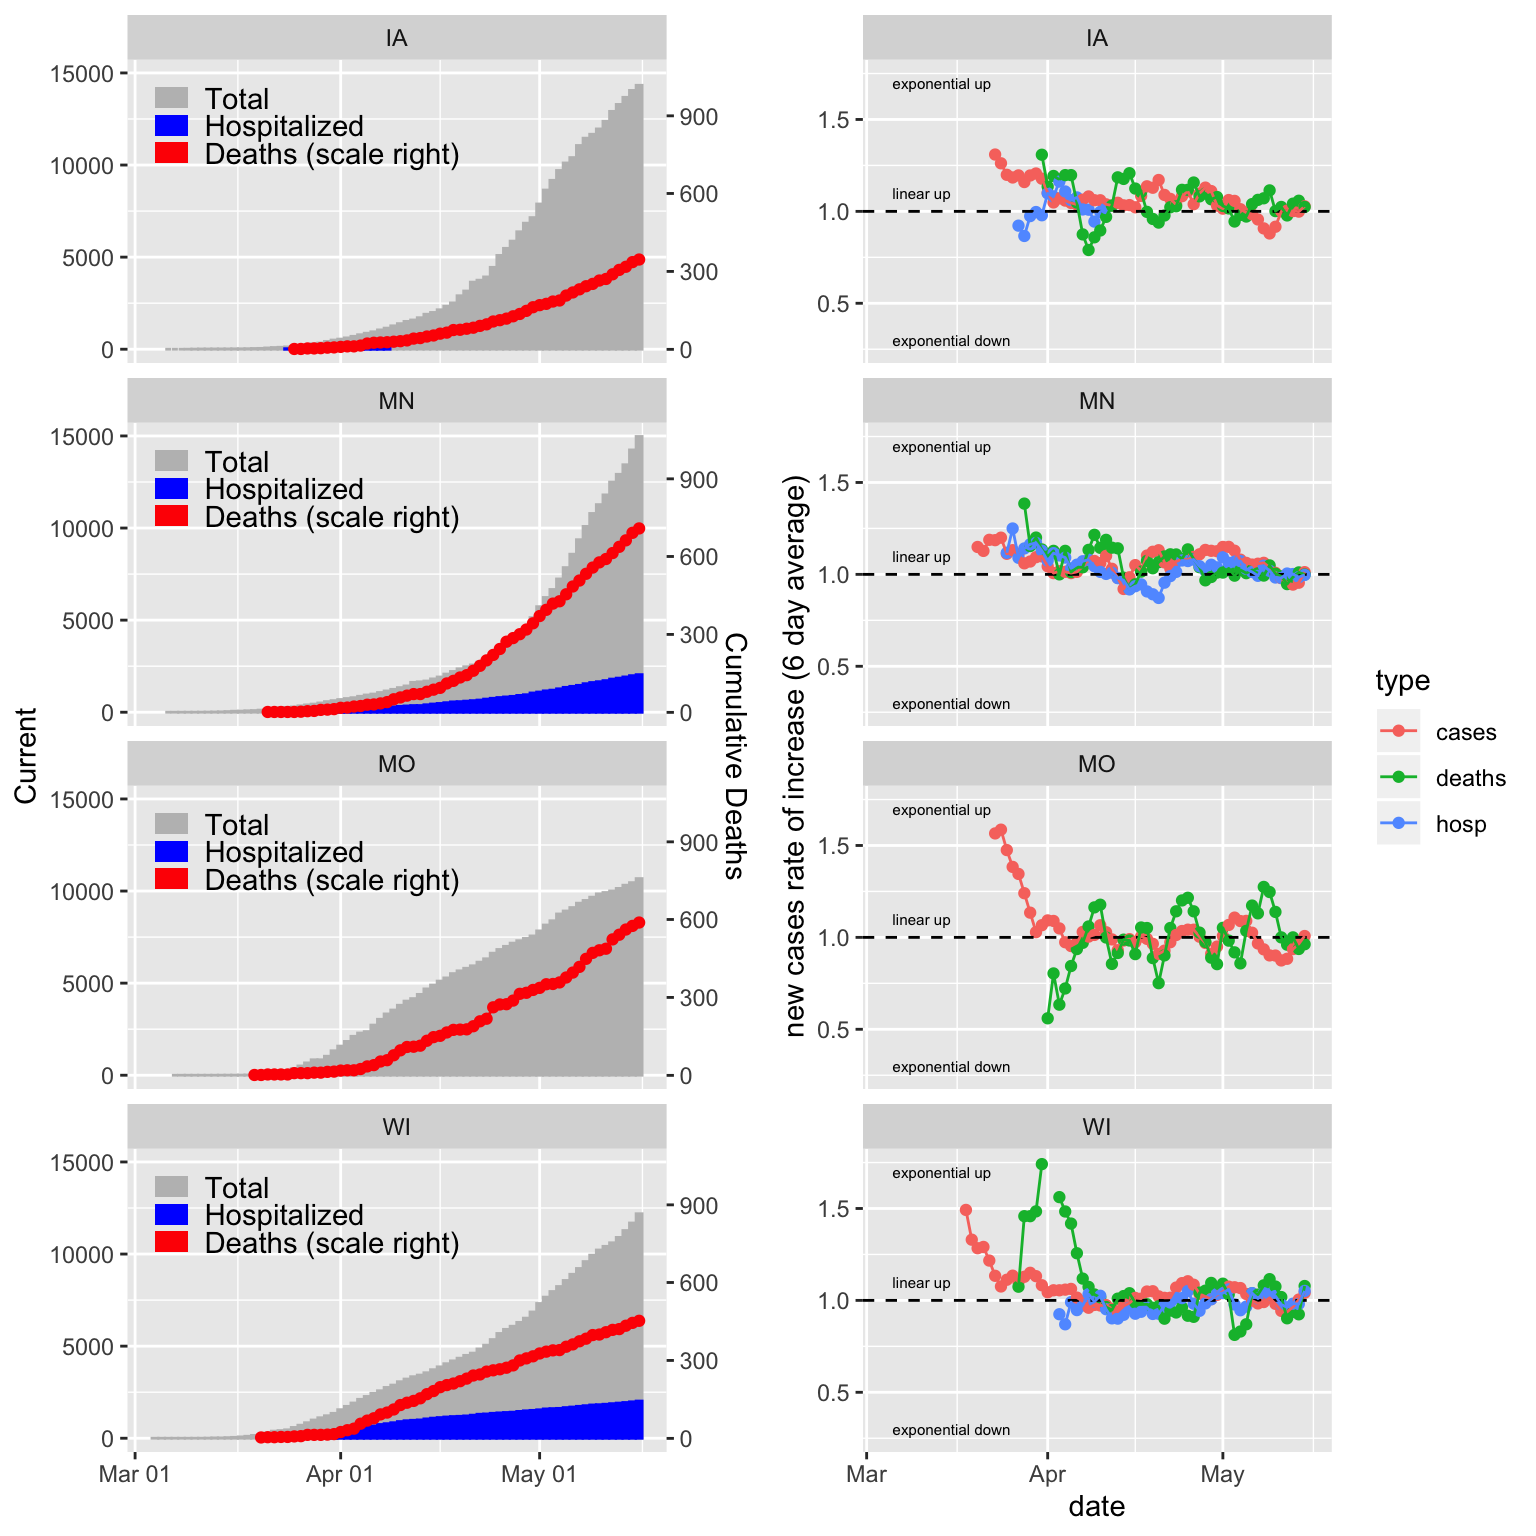 IA
15000
10000
5000
0
900
600
300
0
Total
Hospitalized
Deaths (scale right)
MN
15000
10000
5000
0
900
600
300
0
Total
Hospitalized
Deaths (scale right)
MO
15000
10000
5000
0
900
600
300
0
Total
Hospitalized
Deaths (scale right)
WI
15000
10000
5000
0
900
600
300
0
Total
Hospitalized
Deaths (scale right)
Mar 01
Apr 01
May 01
Current
Cumulative Deaths
IA
1.5
1.0
0.5
exponential up
linear up
exponential down
MN
1.5
1.0
0.5
exponential up
linear up
exponential down
MO
1.5
1.0
0.5
exponential up
linear up
exponential down
WI
1.5
1.0
0.5
exponential up
linear up
exponential down
Mar
Apr
May
date
new cases rate of increase (6 day average)
type
cases
deaths
hosp